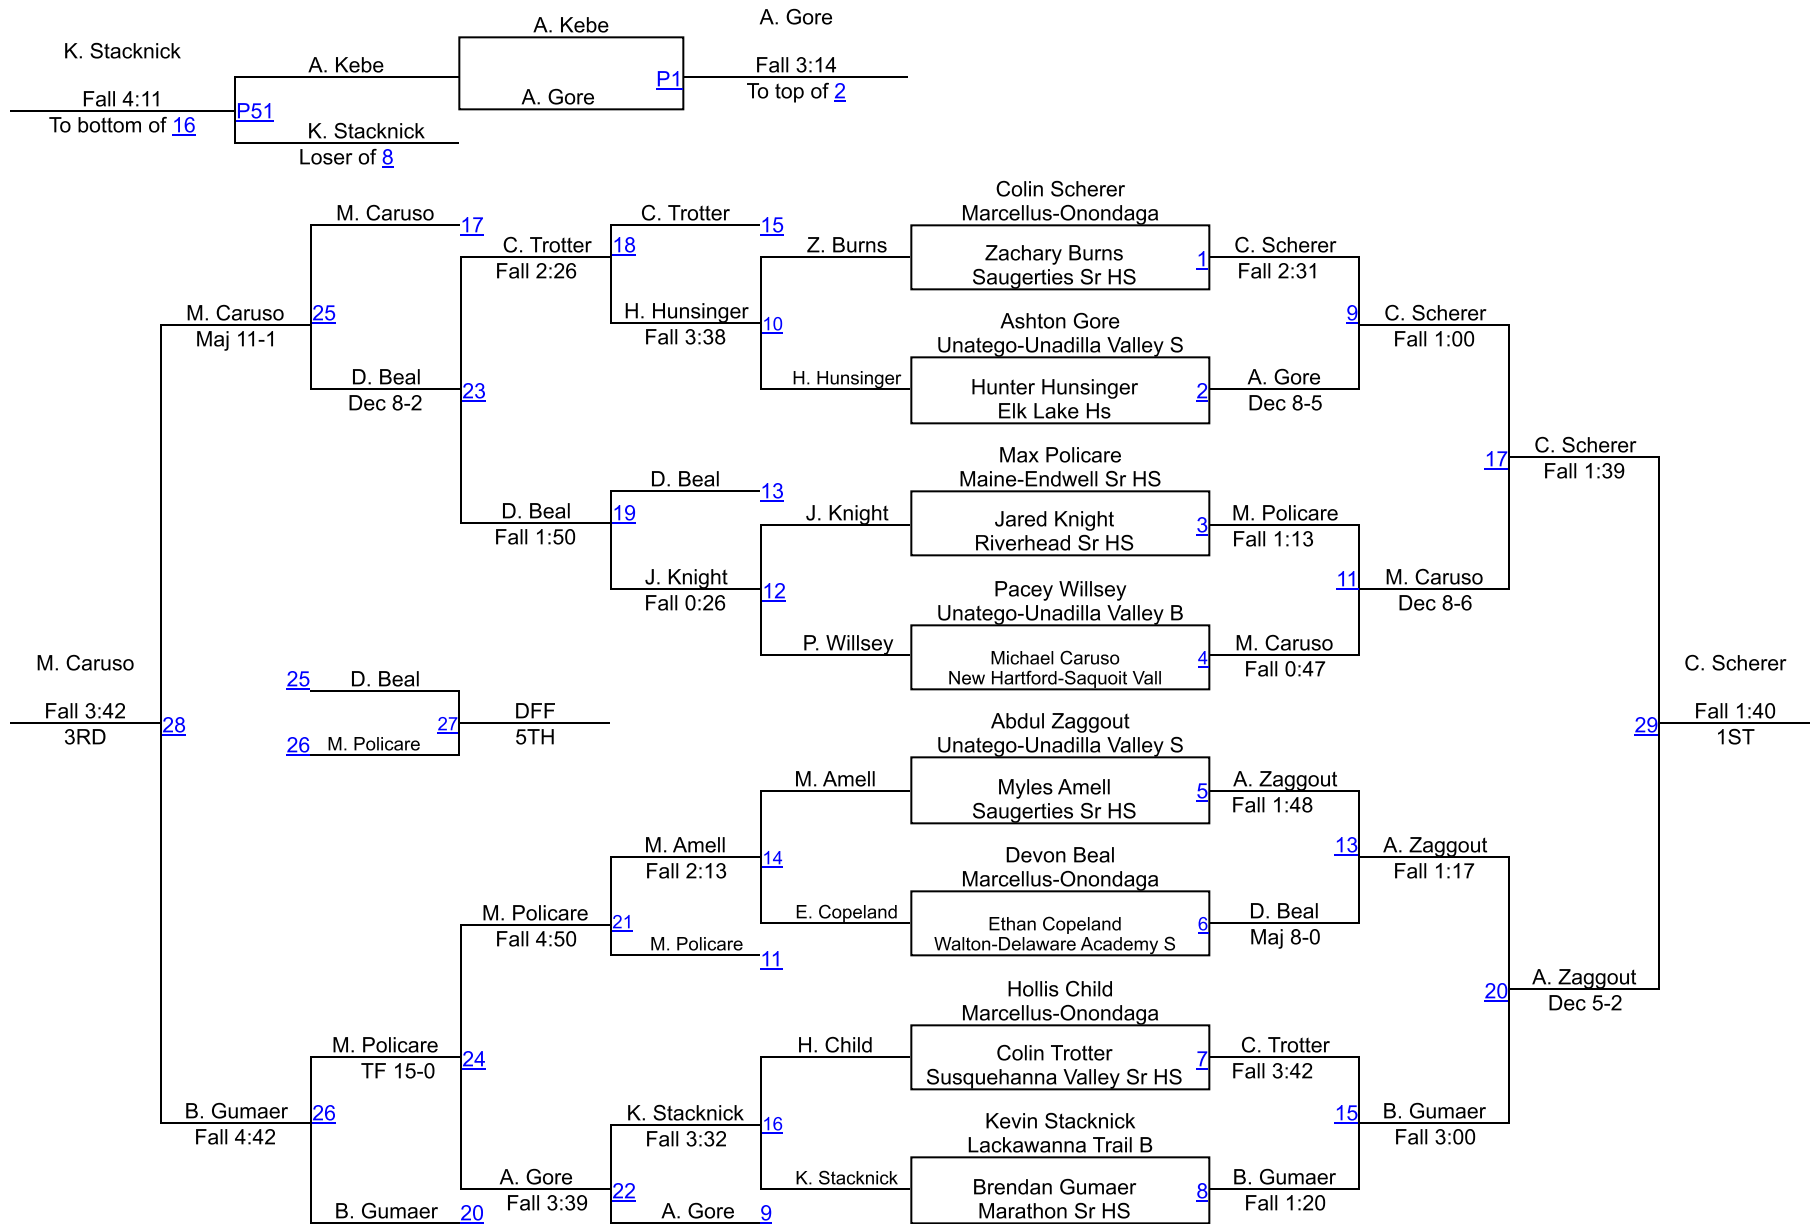 A. Kebe
A. Gore
K. Stacknick
A. Kebe
Fall 3:14
P1
Fall 4:11
A. Gore
To top of 2
P51
To bottom of 16
K. Stacknick
Loser of 8
Colin Scherer
Marcellus-Onondaga
M. Caruso
17
C. Trotter
15
C. Trotter
18
Z. Burns
Zachary Burns
1
C. Scherer
Fall 2:26
Saugerties Sr HS
Fall 2:31
M. Caruso
25
H. Hunsinger
10
Ashton Gore
9
C. Scherer
Maj 11-1
Fall 3:38
Unatego-Unadilla Valley S
Fall 1:00
D. Beal
23
H. Hunsinger
Hunter Hunsinger
2
A. Gore
Dec 8-2
Elk Lake Hs
Dec 8-5
Max Policare
17
C. Scherer
Maine-Endwell Sr HS
Fall 1:39
D. Beal
13
D. Beal
19
J. Knight
Jared Knight
3
M. Policare
Fall 1:50
Riverhead Sr HS
Fall 1:13
J. Knight
12
Pacey Willsey
11
M. Caruso
Fall 0:26
Unatego-Unadilla Valley B
Dec 8-6
P. Willsey
Michael Caruso
4
M. Caruso
New Hartford-Saquoit Vall
Fall 0:47
M. Caruso
C. Scherer
25
D. Beal
Fall 3:42
28
27
DFF
Abdul Zaggout
29
Fall 1:40
3RD
26
M. Policare
5TH
Unatego-Unadilla Valley S
1ST
M. Amell
Myles Amell
5
A. Zaggout
Saugerties Sr HS
Fall 1:48
M. Amell
14
Devon Beal
13
A. Zaggout
Fall 2:13
Marcellus-Onondaga
Fall 1:17
M. Policare
21
E. Copeland
Ethan Copeland
6
D. Beal
Fall 4:50
M. Policare
11
Walton-Delaware Academy S
Maj 8-0
Hollis Child
20
A. Zaggout
Marcellus-Onondaga
Dec 5-2
M. Policare
24
H. Child
Colin Trotter
7
C. Trotter
TF 15-0
Susquehanna Valley Sr HS
Fall 3:42
B. Gumaer
26
K. Stacknick
16
Kevin Stacknick
15
B. Gumaer
Fall 4:42
Fall 3:32
Lackawanna Trail B
Fall 3:00
A. Gore
22
K. Stacknick
Brendan Gumaer
8
B. Gumaer
Fall 3:39
Marathon Sr HS
Fall 1:20
B. Gumaer
20
A. Gore
9